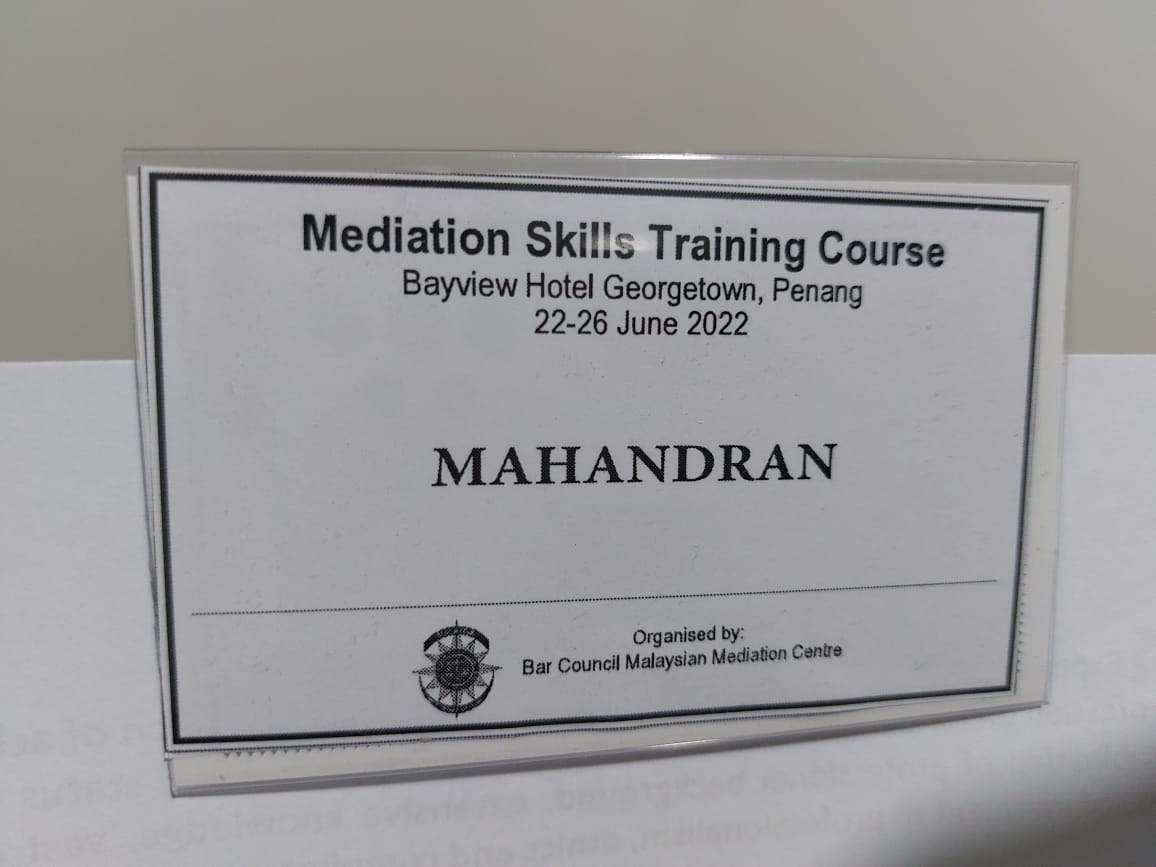 Mediation Skills Training Course
Bayview Hotel Georgetown, Penang
22-26 June 2022
MAHANDRAN
Organised by:
Bar Council Malaysian Mediation Centre